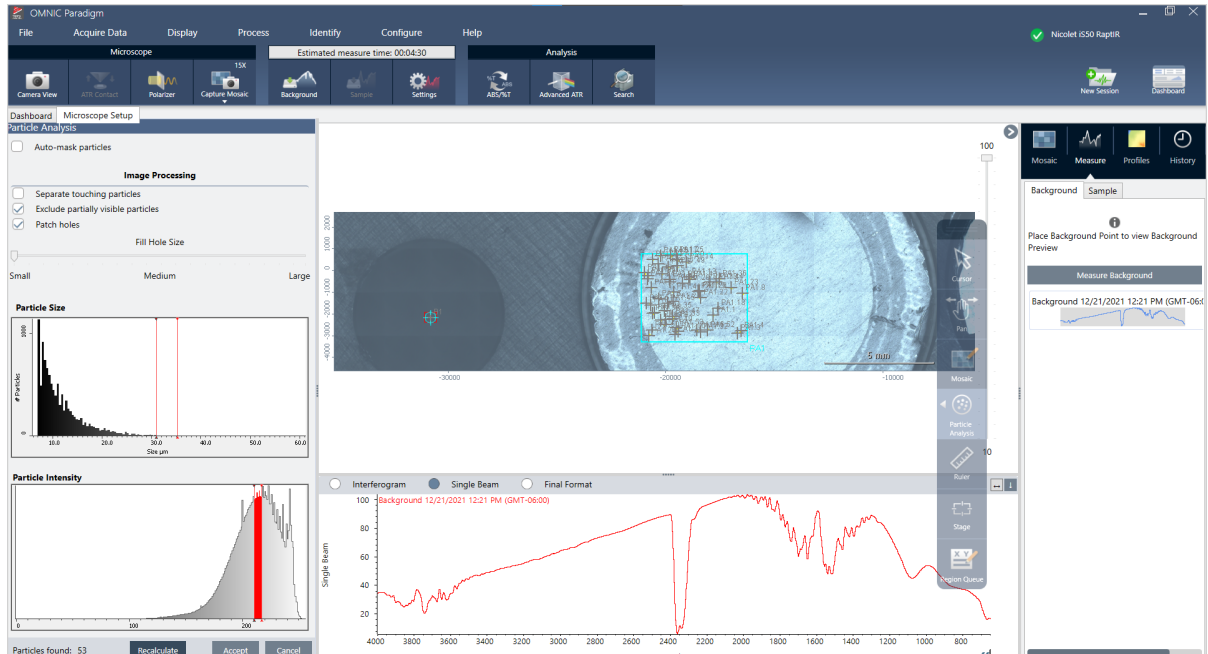 OMNIC Paradigm
File Acquire Data Display Process Identify Configure Help
Nicolet iS50 RaptIR
Microscope
Estimated measure time: 00:04:30
Analysis
15X
Camera View
ATR Contact
Polarizer
Capture Mosaic
Background
Sample
Settings
%T ABS
ABS/%T
Advanced ATR
Search
New Session
Dashboard
Dashboard Microscope Setup
Particle Analysis
Auto-mask particles
Image Processing
Separate touching particles
Exclude partially visible particles
Patch holes
Fill Hole Size
Small Medium Large
Particle Size
1000
# Particles
0
10.0 20.0 30.0 40.0 50.0 60.0
Size µm
Particle Intensity
0 100 200
Particles found: 53
Recalculate Accept Cancel
100
10
2000
1000
0
-1000
-2000
-3000
-4000
-30000 -20000 -10000
5 mm
Cursor
Pan
Mosaic
Particle
Analysis
Ruler
Stage
X Y
Region Queue
Interferogram Single Beam Final Format
Background 12/21/2021 12:21 PM (GMT-06:00)
Single Beam
100
80
60
40
20
4000 3800 3600 3400 3200 3000 2800 2600 2400 2200 2000 1800 1600 1400 1200 1000 800
Mosaic Measure Profiles History
Background Sample
Place Background Point to view Background
Preview
Measure Background
Background 12/21/2021 12:21 PM (GMT-06:0